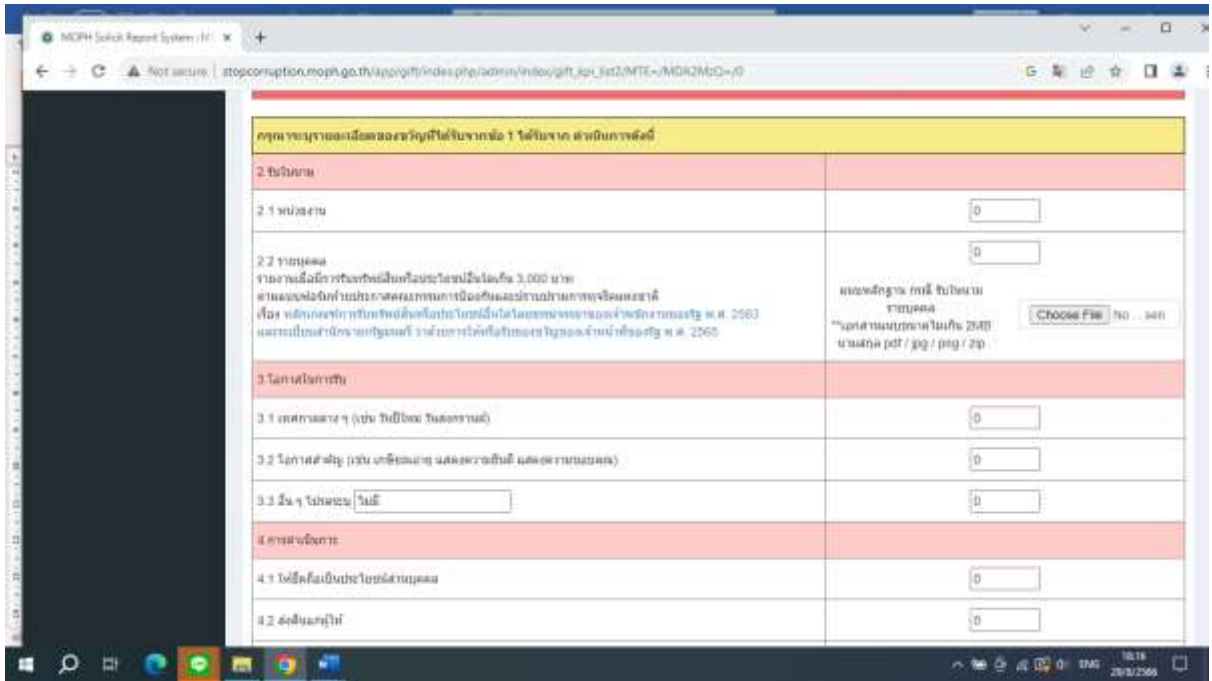 MOPH Solicit Report System
Not secure | stopcorruption.moph.go.th/app/gift/index.php/admin/index/gift_kpi_list2/
กรุณาระบุรายละเอียดของขวัญที่ได้รับจากข้อ 1 ได้รับจาก ดำเนินการดังนี้
2.รับในนาม
2.1 หน่วยงาน
0
2.2 รายบุคคล
0
รายงานเมื่อมีการรับทรัพย์สินหรือประโยชน์อื่นใดเกิน 3,000 บาท
ตามแบบฟอร์มท้ายประกาศคณะกรรมการป้องกันและปราบปรามการทุจริตแห่งชาติ
เรื่อง หลักเกณฑ์การรับทรัพย์สินหรือประโยชน์อื่นใดโดยธรรมจรรยาของเจ้าพนักงานของรัฐ พ.ศ. 2563
และระเบียบสำนักนายกรัฐมนตรี ว่าด้วยการให้หรือรับของขวัญของเจ้าหน้าที่ของรัฐ พ.ศ. 2565
แนบหลักฐาน กรณี รับในนาม
รายบุคคล
**เอกสารแนบขนาดไม่เกิน 2MB
นามสกุล pdf / jpg / png / zip
Choose File No...sen
3.โอกาสในการรับ
3.1 เทศกาลต่าง ๆ (เช่น วันปีใหม่ วันสงกรานต์)
0
3.2 โอกาสสำคัญ (เช่น เกษียณอายุ แสดงความยินดี แสดงความขอบคุณ)
0
3.3 อื่น ๆ โปรดระบุ ไม่มี
0
4.การดำเนินการ
4.1 ให้ยึดถือเป็นประโยชน์ส่วนบุคคล
0
4.2 ส่งคืนแก่ผู้ให้
0
ENG